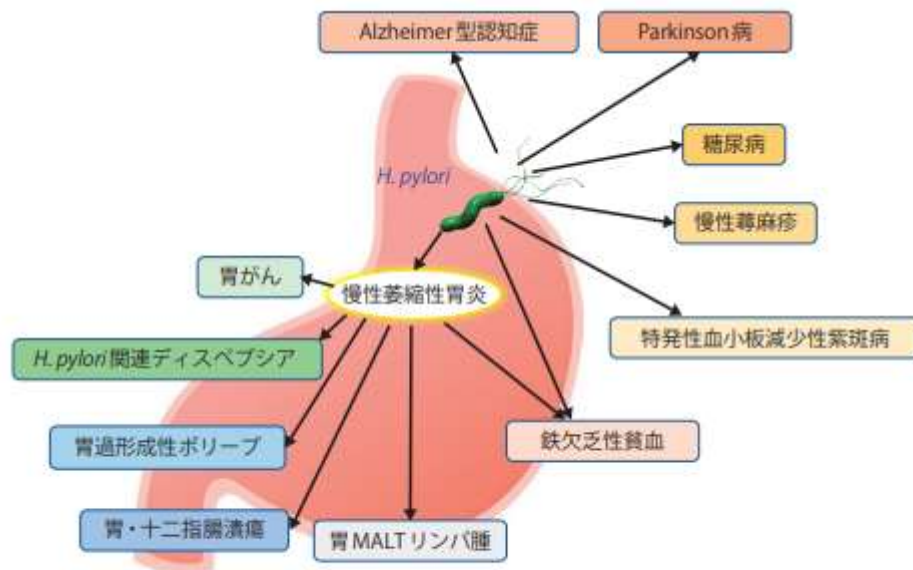 Alzheimer型認知症
Parkinson病
糖尿病
H. pylori
慢性蕁麻疹
胃がん
慢性萎縮性胃炎
特発性血小板減少性紫斑病
H. pylori関連ディスペプシア
胃過形成性ポリープ
鉄欠乏性貧血
胃・十二指腸潰瘍
胃MALTリンパ腫